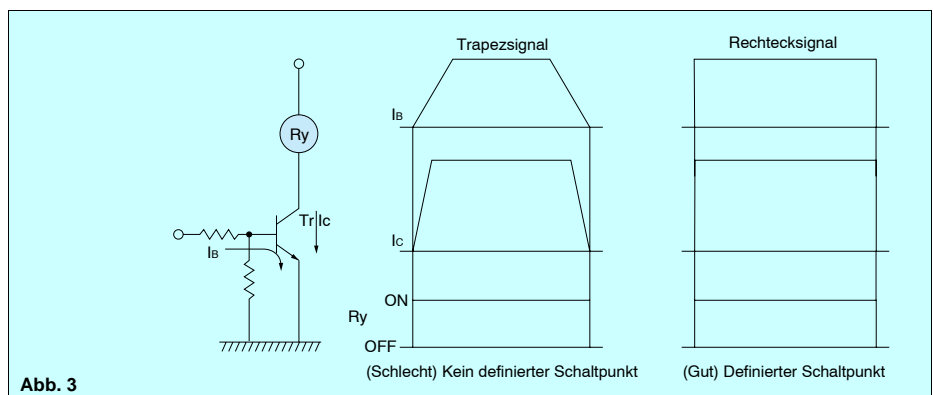 Trapezsignal
Rechtecksignal
IB
Ry
Tr Ic
IB
IC
ON
Ry
OFF
(Schlecht) Kein definierter Schaltpunkt
(Gut) Definierter Schaltpunkt
Abb. 3